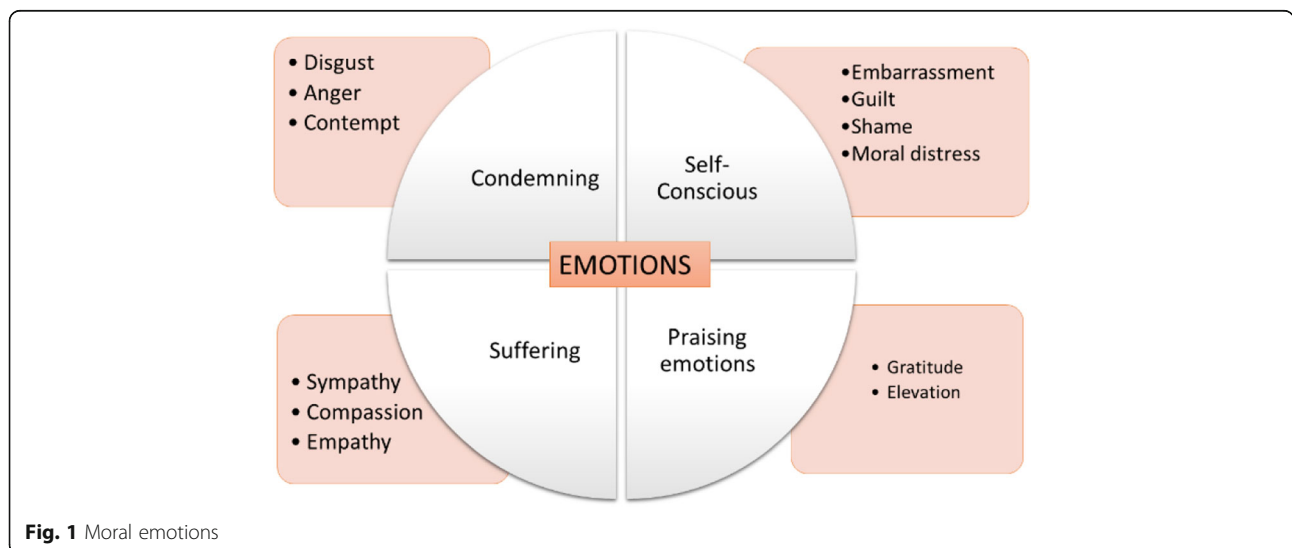 • Disgust
• Anger
• Contempt
Condemning
Self-
Conscious
•Embarrassment
•Guilt
•Shame
•Moral distress
EMOTIONS
• Sympathy
• Compassion
• Empathy
Suffering
Praising
emotions
• Gratitude
• Elevation
Fig. 1 Moral emotions